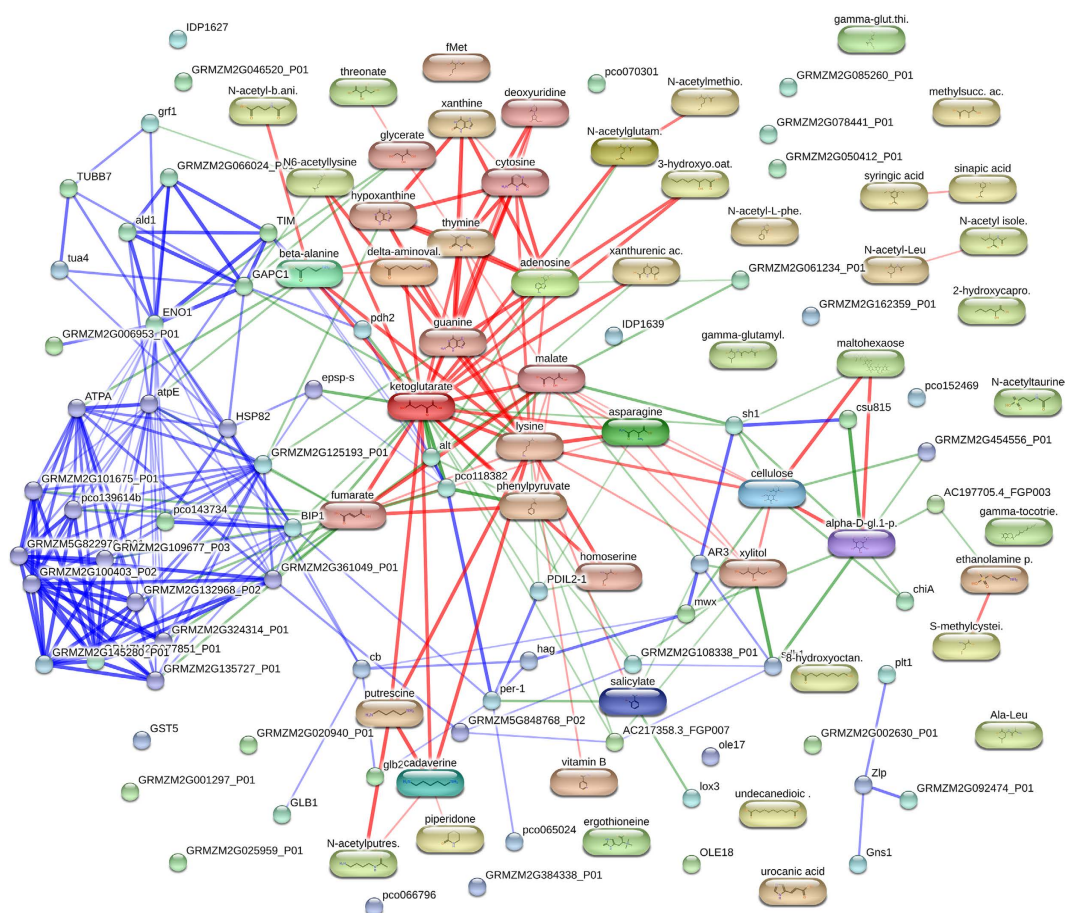 gamma-glut.thi.
IDP1627
fMet
GRMZM2G046520_P01
threonate
pco070301
N-acetylmethio.
GRMZM2G085260_P01
N-acetyl-b.ani.
deoxyuridine
methylsucc. ac.
grf1
xanthine
N-acetylglutam.
GRMZM2G078441_P01
glycerate
GRMZM2G066024_P01
N6-acetyllysine
cytosine
3-hydroxyo.oat.
GRMZM2G050412_P01
TUBB7
hypoxanthine
syringic acid
sinapic acid
ald1
TIM
thymine
N-acetyl-L-phe.
N-acetyl isole.
tua4
beta-alanine
delta-aminoval.
adenosine
xanthurenic ac.
N-acetyl-Leu
GAPC1
GRMZM2G061234_P01
ENO1
pdh2
guanine
IDP1639
GRMZM2G162359_P01
2-hydroxycapro.
GRMZM2G006953_P01
gamma-glutamyl.
maltohexaose
malate
epsp-s
ketoglutarate
pco152469
N-acetyltaurine
ATPA
atpE
HSP82
lysine
asparagine
sh1
csu815
GRMZM2G125193_P01
alt
GRMZM2G454556_P01
GRMZM2G101675_P01
pco118382
phenylpyruvate
cellulose
pco139614b
pco143734
BIP1
fumarate
AC197705.4_FGP003
alpha-D-gl.1-p.
gamma-tocotrie.
GRMZM5G82297
GRMZM2G109677_P03
GRMZM2G100403_P02
GRMZM2G361049_P01
homoserine
AR3
xylitol
ethanolamine p.
GRMZM2G132968_P02
PDIL2-1
mwx
chiA
GRMZM2G324314_P01
S-methylcystei.
GRMZM2G145280_P01
GRMZM2G135727_P01
cb
hag
GRMZM2G108338_P01
8-hydroxyoctan.
plt1
putrescine
per-1
salicylate
GST5
GRMZM2G020940_P01
GRMZM5G848768_P02
AC217358.3_FGP007
ole17
GRMZM2G002630_P01
Ala-Leu
glb2
cadaverine
vitamin B
Zlp
GRMZM2G001297_P01
GLB1
lox3
undecanedioic .
GRMZM2G092474_P01
piperidone
pco065024
ergothioneine
GRMZM2G025959_P01
N-acetylputres.
OLE18
Gns1
pco066796
GRMZM2G384338_P01
urocanic acid